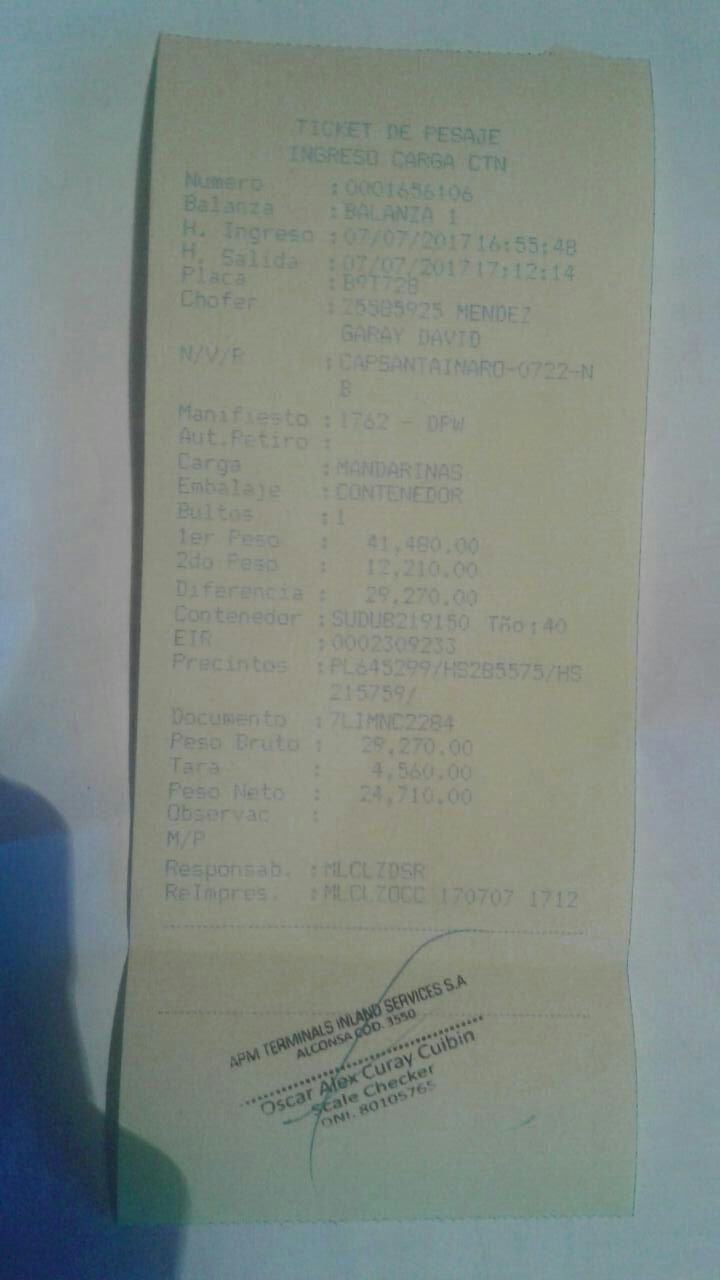 TICKET DE PESAJE
INGRESO CARGA CTN
Numero :0001656106
Balanza :BALANZA 1
H. Ingreso :07/07/2017 16:55:48
H. Salida :07/07/2017 17:12:14
Placa :B9T728
Chofer :Z5585925 MENDEZ
GARAY DAVID
N/V/R :CAPSANTAINARO-0722-N
B
Manifiesto :1762 - DPW
Aut.Retiro :
Carga :MANDARINAS
Embalaje :CONTENEDOR
Bultos :1
1er Peso : 41,480.00
2do Peso : 12,210.00
Diferencia : 29,270.00
Contenedor :SUDU8219150 Tño:40
EIR :0002309233
Precintos :PL645299/HS285575/HS
215759/
Documento :7LIMNC2284
Peso Bruto : 29,270.00
Tara : 4,560.00
Peso Neto : 24,710.00
Observac :
M/P
Responsab. :MLCLZDSR
ReImpres. :MLCLZOCC 170707 1712
APM TERMINALS INLAND SERVICES S.A
ALCONSA COD. 3550
Oscar Alex Curay Cuibin
Scale Checker
DNI. 80105765